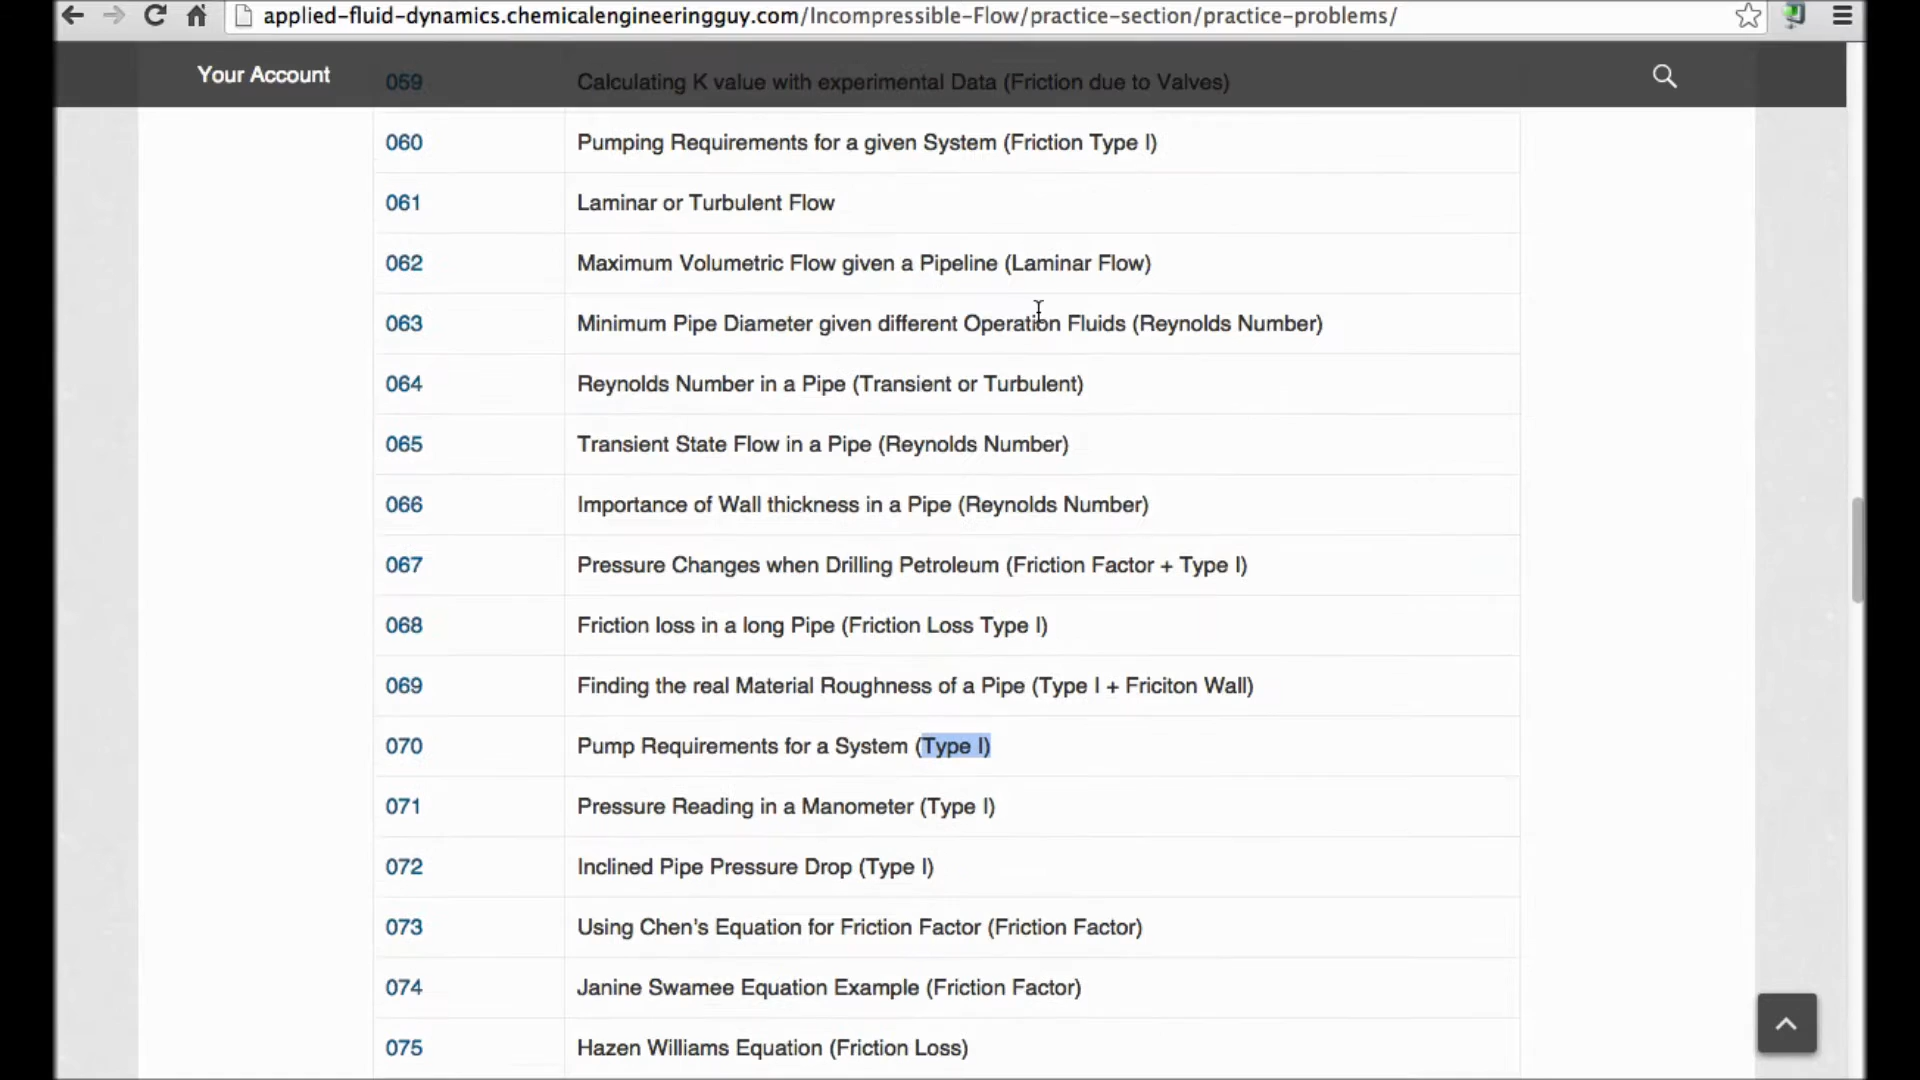 applied-fluid-dynamics.chemicalengineeringguy.com/Incompressible-Flow/practice-section/practice-problems/
Your Account
059 Calculating K value with experimental Data (Friction due to Valves)
060 Pumping Requirements for a given System (Friction Type I)
061 Laminar or Turbulent Flow
062 Maximum Volumetric Flow given a Pipeline (Laminar Flow)
063 Minimum Pipe Diameter given different Operation Fluids (Reynolds Number)
064 Reynolds Number in a Pipe (Transient or Turbulent)
065 Transient State Flow in a Pipe (Reynolds Number)
066 Importance of Wall thickness in a Pipe (Reynolds Number)
067 Pressure Changes when Drilling Petroleum (Friction Factor + Type I)
068 Friction loss in a long Pipe (Friction Loss Type I)
069 Finding the real Material Roughness of a Pipe (Type I + Friciton Wall)
070 Pump Requirements for a System (Type I)
071 Pressure Reading in a Manometer (Type I)
072 Inclined Pipe Pressure Drop (Type I)
073 Using Chen's Equation for Friction Factor (Friction Factor)
074 Janine Swamee Equation Example (Friction Factor)
075 Hazen Williams Equation (Friction Loss)